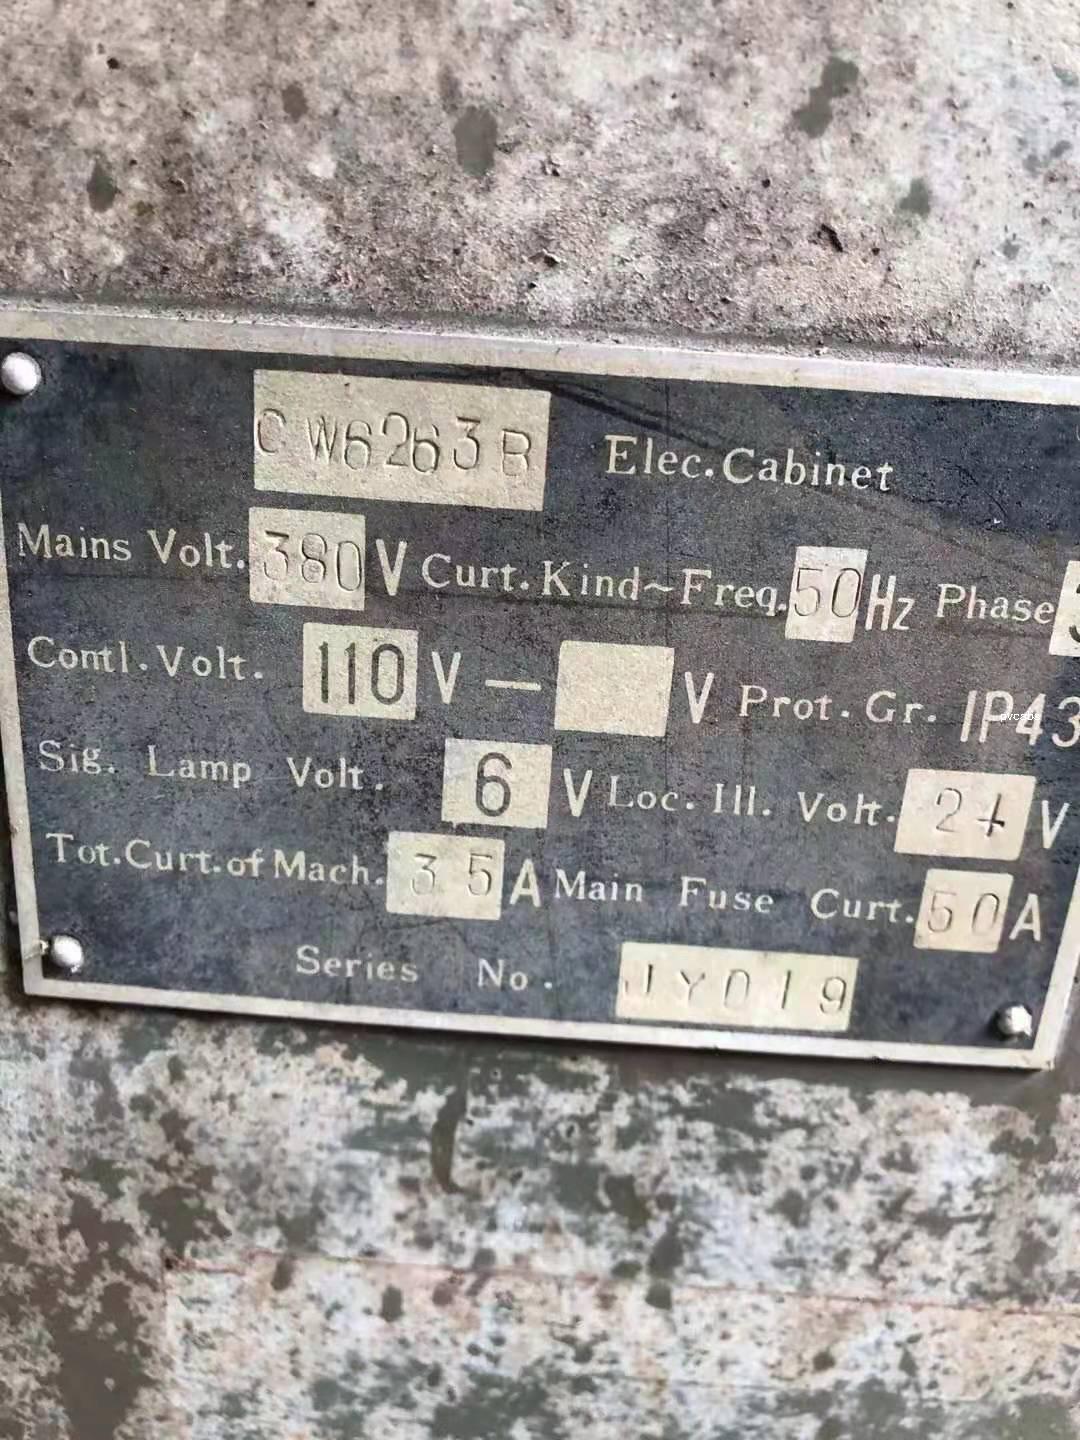 CW6263B Elec.Cabinet
Mains Volt. 380 V Curt.Kind~Freq. 50 Hz Phase
Contl.Volt. 110 V — V Prot.Gr. IP43
Sig. Lamp Volt. 6 V Loc. Ill. Volt. 24 V
Tot.Curt.of Mach. 35 A Main Fuse Curt. 50 A
Series No. JY019